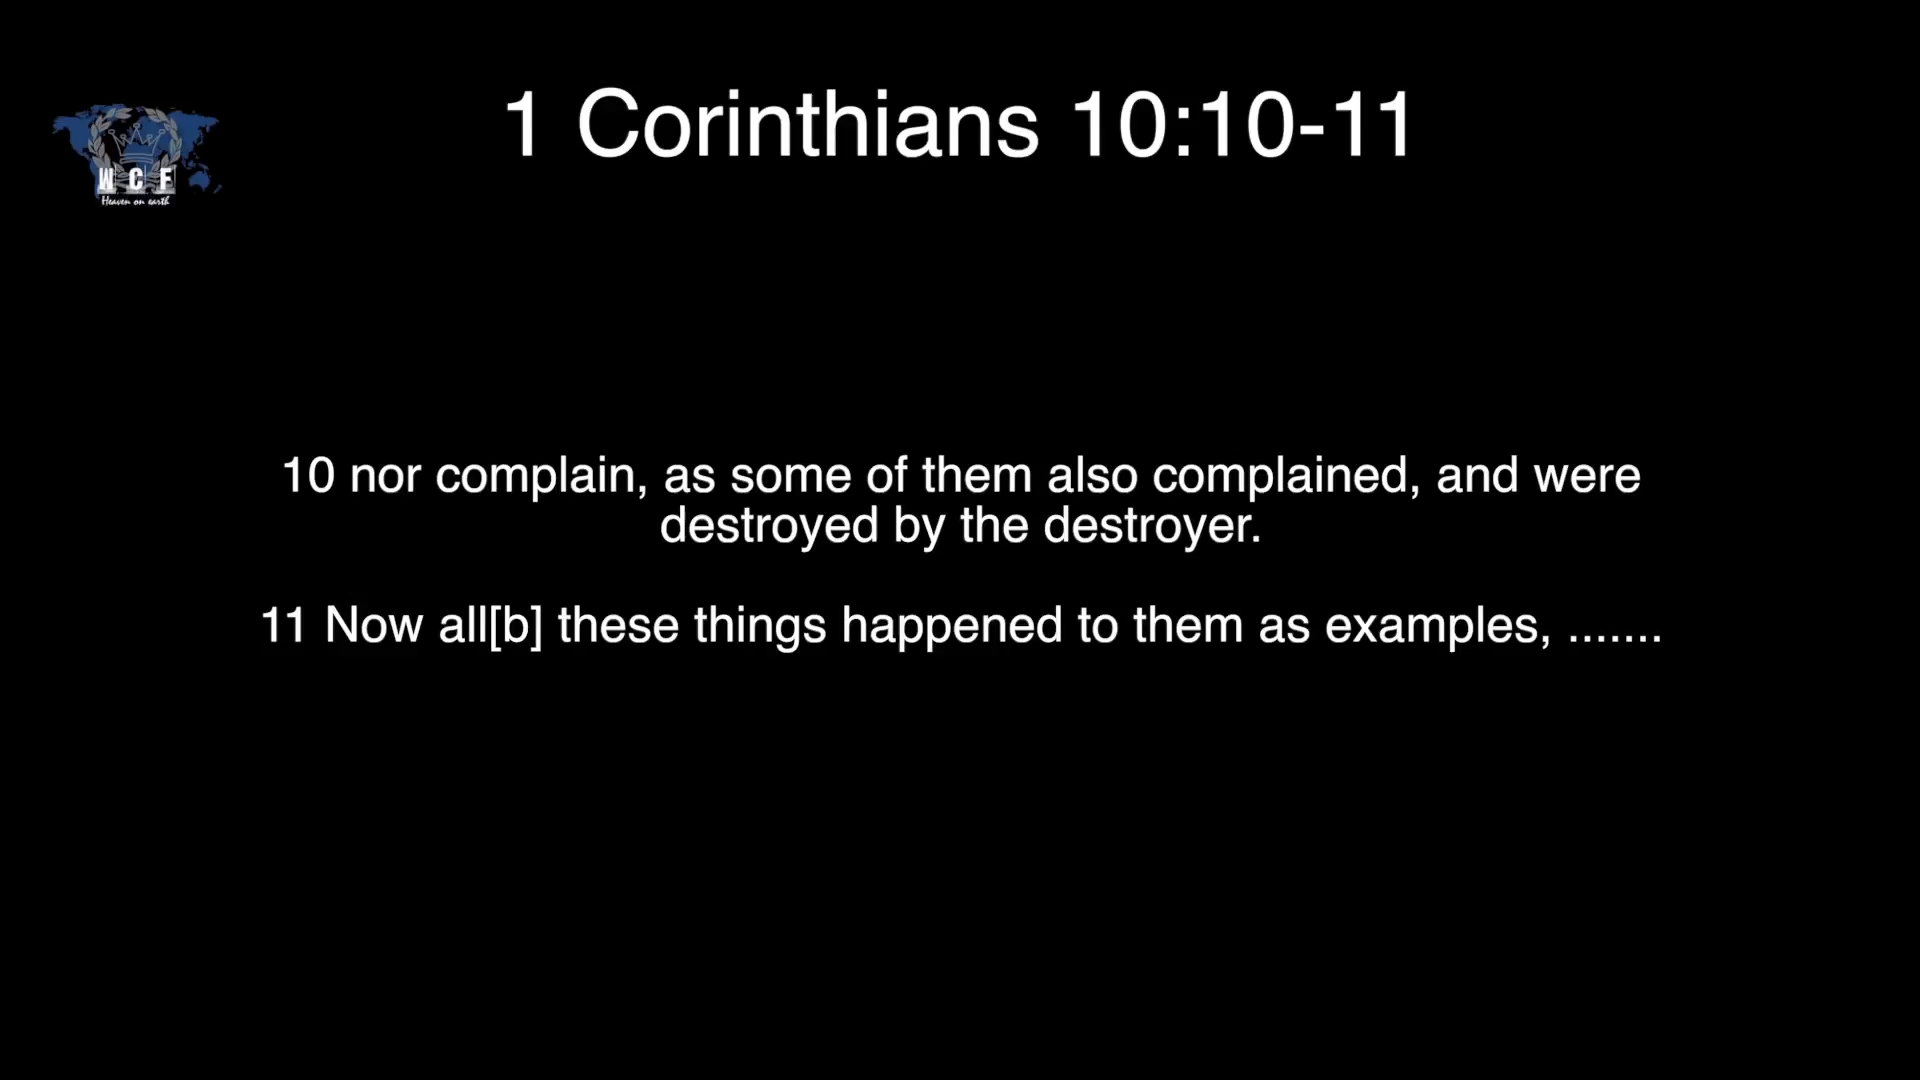 1 Corinthians 10:10-11
WCF
Heaven on earth
10 nor complain, as some of them also complained, and were
destroyed by the destroyer.
11 Now all[b] these things happened to them as examples, .......